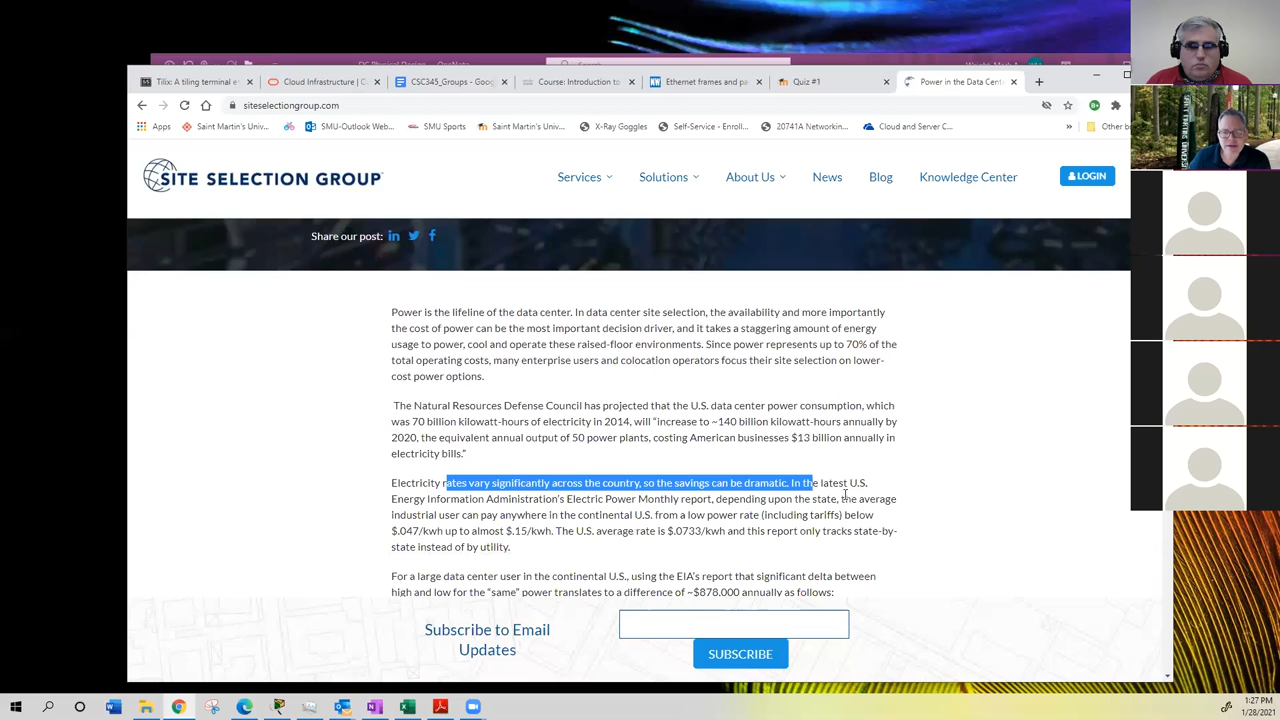 Tilix: A tiling terminal e
Cloud Infrastructure | C
CSC345_Groups - Goo
Course: Introduction to
Ethernet frames and pa
Quiz #1
Power in the Data Cent
siteselectiongroup.com
Apps
Saint Martin's Univ...
SMU-Outlook Web...
SMU Sports
Saint Martin's Univ...
X-Ray Goggles
Self-Service - Enroll...
20741A Networkin...
Cloud and Server C...
Other b
SITE SELECTION GROUP
Services
Solutions
About Us
News
Blog
Knowledge Center
LOGIN
Share our post:
Power is the lifeline of the data center. In data center site selection, the availability and more importantly
the cost of power can be the most important decision driver, and it takes a staggering amount of energy
usage to power, cool and operate these raised-floor environments. Since power represents up to 70% of the
total operating costs, many enterprise users and colocation operators focus their site selection on lower-
cost power options.
The Natural Resources Defense Council has projected that the U.S. data center power consumption, which
was 70 billion kilowatt-hours of electricity in 2014, will “increase to ~140 billion kilowatt-hours annually by
2020, the equivalent annual output of 50 power plants, costing American businesses $13 billion annually in
electricity bills.”
Electricity rates vary significantly across the country, so the savings can be dramatic. In the latest U.S.
Energy Information Administration’s Electric Power Monthly report, depending upon the state, the average
industrial user can pay anywhere in the continental U.S. from a low power rate (including tariffs) below
$.047/kwh up to almost $.15/kwh. The U.S. average rate is $.0733/kwh and this report only tracks state-by-
state instead of by utility.
For a large data center user in the continental U.S., using the EIA’s report that significant delta between
high and low for the “same” power translates to a difference of ~$878,000 annually as follows:
Subscribe to Email
Updates
SUBSCRIBE
1:27 PM
1/28/2021